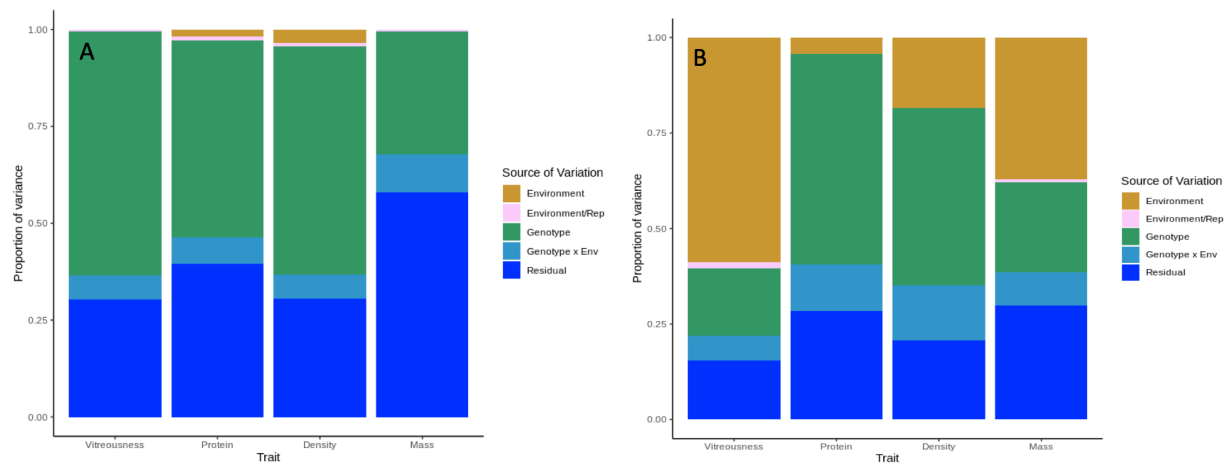 A
1.00
0.75
0.50
0.25
0.00
Proportion of variance
Vitreousness Protein Density Mass
Trait
Source of Variation
Environment
Environment/Rep
Genotype
Genotype x Env
Residual
B
1.00
0.75
0.50
0.25
0.00
Proportion of variance
Vitreousness Protein Density Mass
Trait
Source of Variation
Environment
Environment/Rep
Genotype
Genotype x Env
Residual